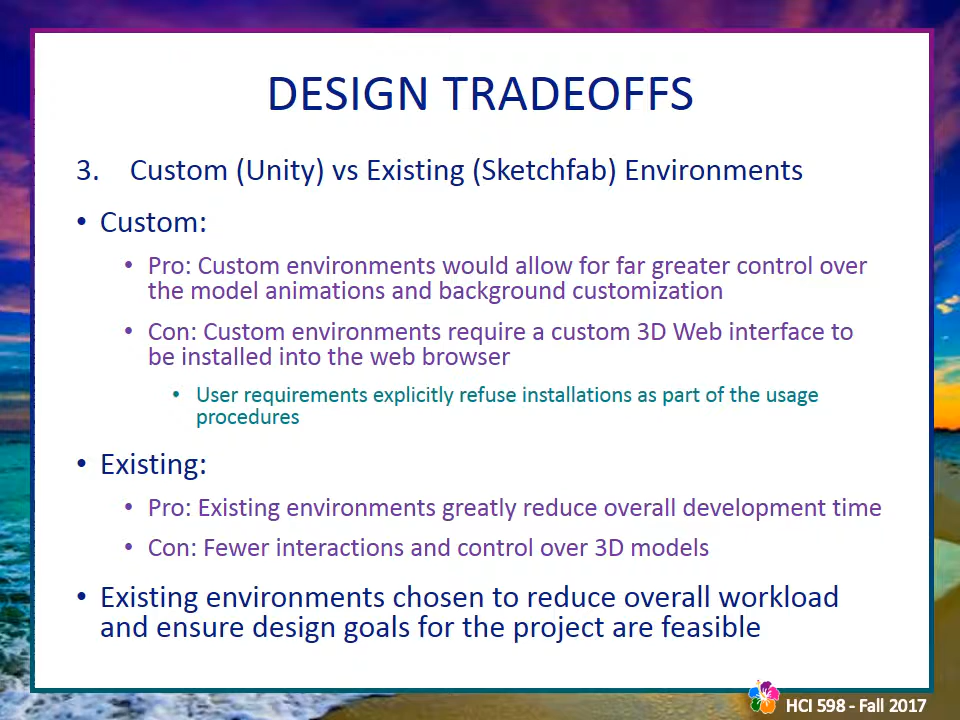 DESIGN TRADEOFFS
3. Custom (Unity) vs Existing (Sketchfab) Environments
• Custom:
• Pro: Custom environments would allow for far greater control over
the model animations and background customization
• Con: Custom environments require a custom 3D Web interface to
be installed into the web browser
• User requirements explicitly refuse installations as part of the usage
procedures
• Existing:
• Pro: Existing environments greatly reduce overall development time
• Con: Fewer interactions and control over 3D models
• Existing environments chosen to reduce overall workload
and ensure design goals for the project are feasible
HCI 598 - Fall 2017